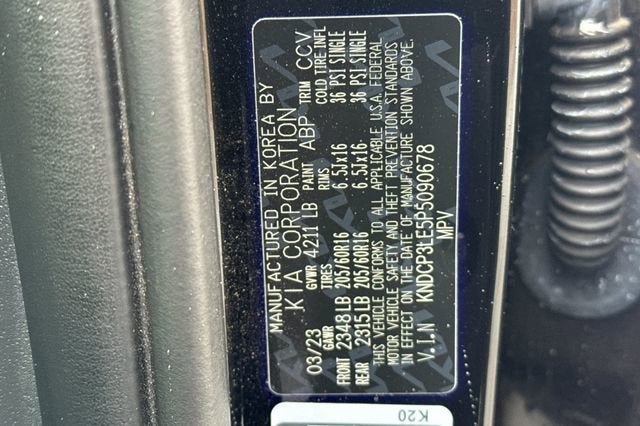 MANUFACTURED IN KOREA BY
KIA CORPORATION
03/23 GVWR 4211 LB PAINT ABP TRIM CCV
GAWR RIMS COLD TIRE INFL
FRONT 2348LB 205/60R16 6.5Jx16 36 PSI SINGLE
REAR 2315LB 205/60R16 6.5Jx16 36 PSI SINGLE
THIS VEHICLE CONFORMS TO ALL APPLICABLE U.S.A. FEDERAL
MOTOR VEHICLE SAFETY AND THEFT PREVENTION STANDARDS
IN EFFECT ON THE DATE OF MANUFACTURE SHOWN ABOVE.
V.I.N KNDCP3LE5P5090678
MPV
K20